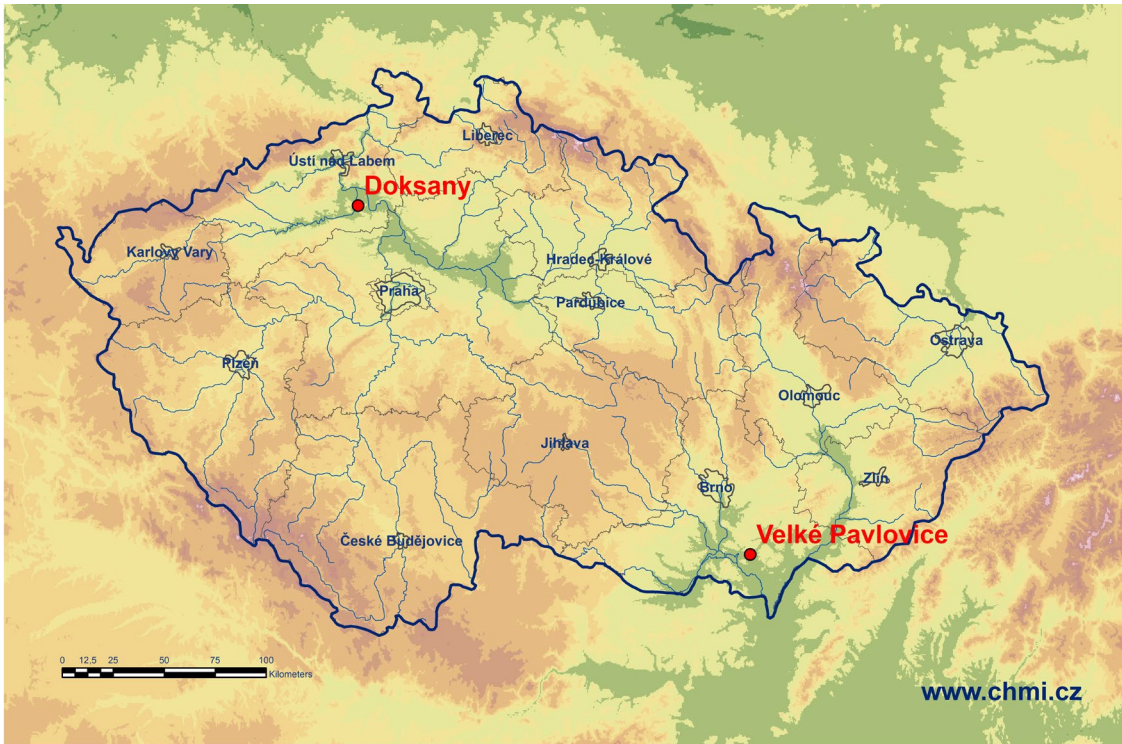 Liberec
Ústí nad Labem
Doksany
Karlovy Vary
Hradec Králové
Praha
Pardubice
Ostrava
Plzeň
Olomouc
Jihlava
Zlín
Brno
Velké Pavlovice
České Budějovice
0 12,5 25 50 75 100
Kilometers
www.chmi.cz